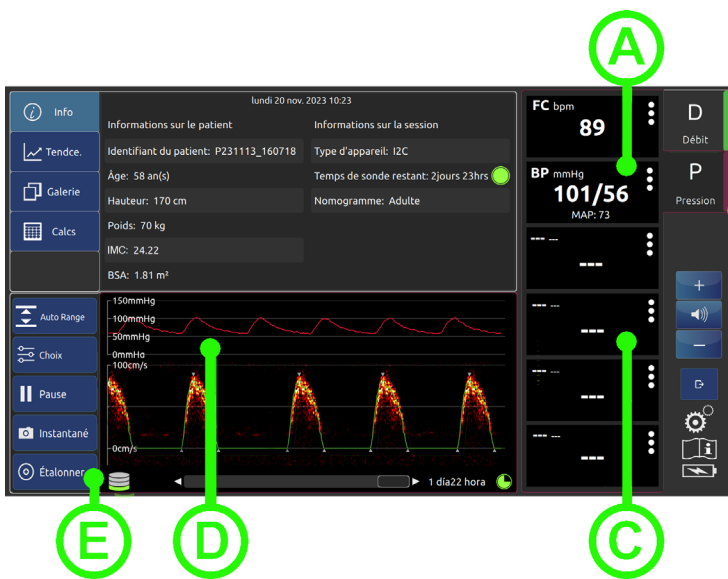 A
lundi 20 nov. 2023 10:23
Info
Informations sur le patient
Informations sur la session
Tendce.
Identifiant du patient: P231113_160718
Type d'appareil: I2C
Âge: 58 an(s)
Temps de sonde restant: 2jours 23hrs
Galerie
Hauteur: 170 cm
Nomogramme: Adulte
Calcs
Poids: 70 kg
IMC: 24.22
BSA: 1.81 m²
FC bpm
89
BP mmHg
101/56
MAP: 73
--- ---
---
---
--- ---
---
--- ---
---
D
Débit
P
Pression
+
–
Auto Range
Choix
Pause
Instantané
Étalonner
150mmHg
100mmHg
50mmHg
0mmHg
100cm/s
0cm/s
1 día22 hora
E
D
C